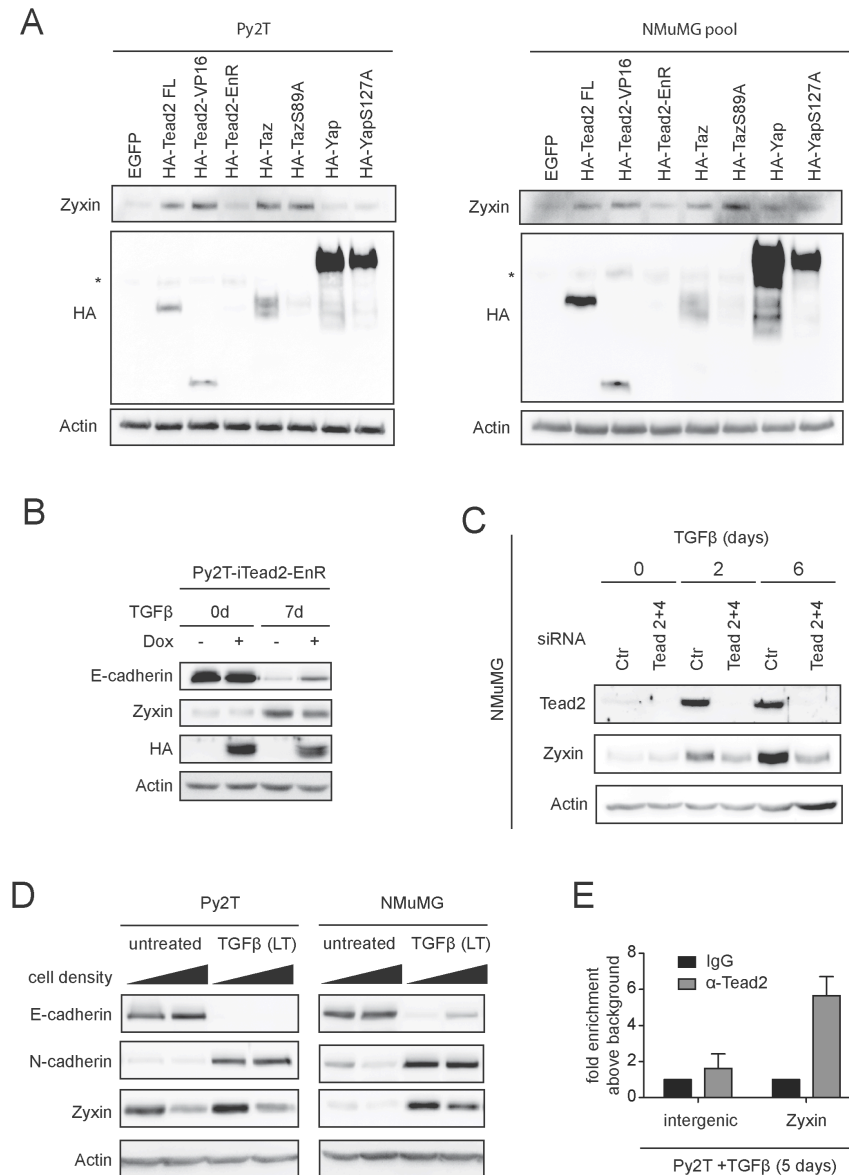 A
Py2T
EGFP
HA-Tead2 FL
HA-Tead2-VP16
HA-Tead2-EnR
HA-Taz
HA-TazS89A
HA-Yap
HA-YapS127A
Zyxin
*
HA
Actin
NMuMG pool
EGFP
HA-Tead2 FL
HA-Tead2-VP16
HA-Tead2-EnR
HA-Taz
HA-TazS89A
HA-Yap
HA-YapS127A
Zyxin
*
HA
Actin
B
Py2T-iTead2-EnR
TGFβ 0d 7d
Dox - + - +
E-cadherin
Zyxin
HA
Actin
C
NMuMG
TGFβ (days)
0 2 6
siRNA Ctr Tead 2+4 Ctr Tead 2+4 Ctr Tead 2+4
Tead2
Zyxin
Actin
D
Py2T NMuMG
untreated TGFβ (LT) untreated TGFβ (LT)
cell density
E-cadherin
N-cadherin
Zyxin
Actin
E
fold enrichment
above background
8
6
4
2
0
IgG
α-Tead2
intergenic Zyxin
Py2T +TGFβ (5 days)